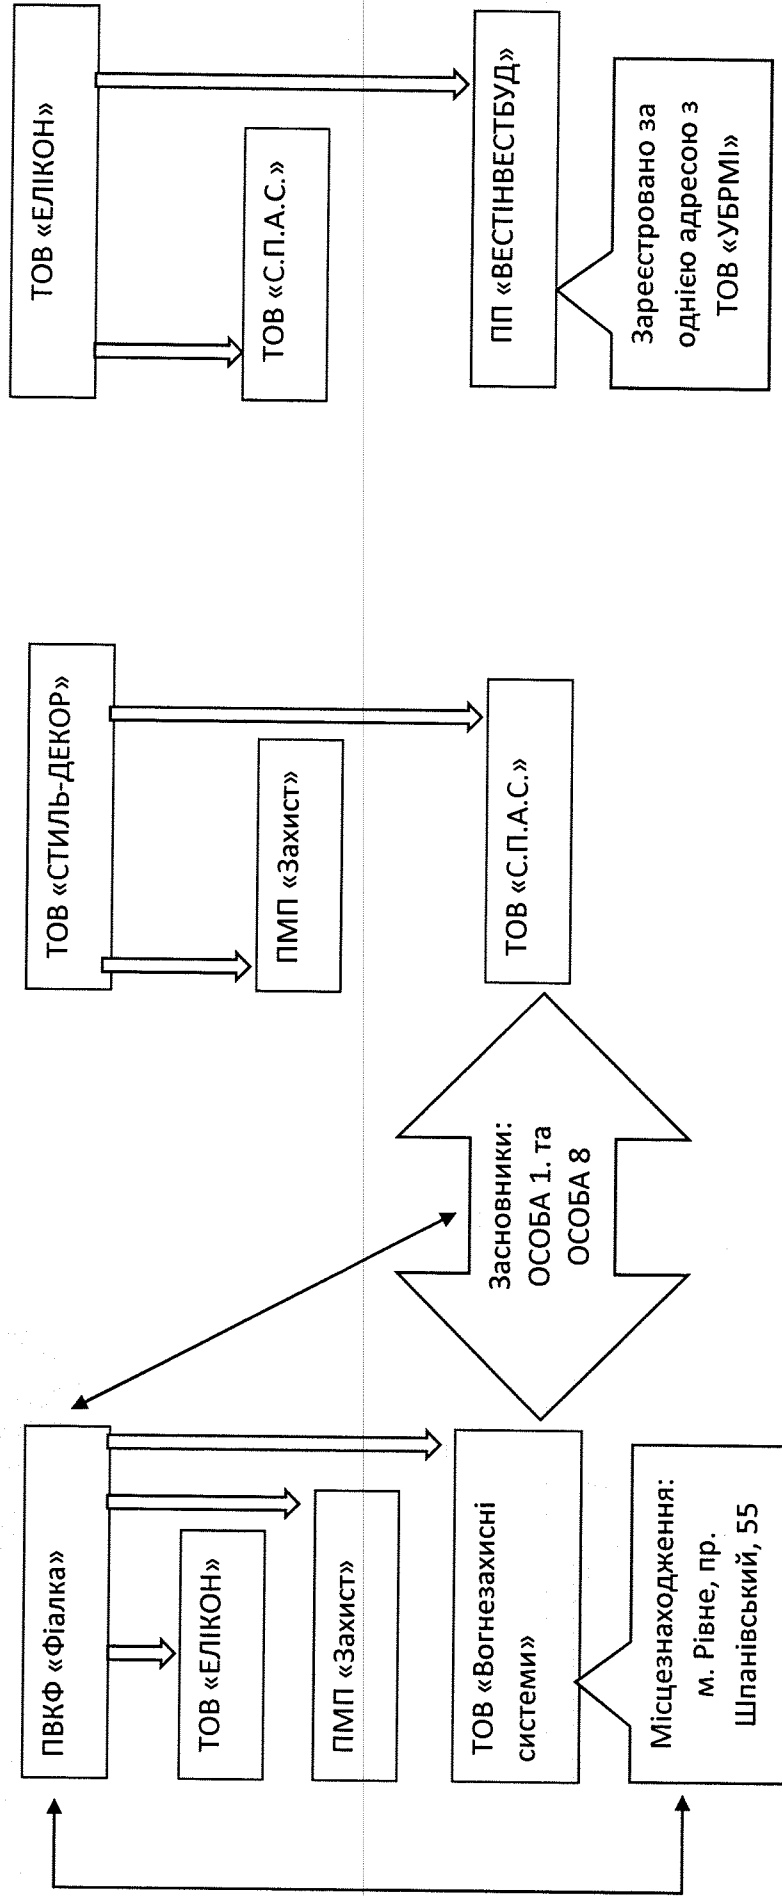 ПВКФ «Фіалка»
ТОВ «ЕЛІКОН»
ПМП «Захист»
ТОВ «Вогнезахисні
системи»
Місцезнаходження:
м. Рівне, пр.
Шпанівський, 55
Засновники:
ОСОБА 1. та
ОСОБА 8
ТОВ «СТИЛЬ-ДЕКОР»
ПМП «Захист»
ТОВ «С.П.А.С.»
ТОВ «ЕЛІКОН»
ТОВ «С.П.А.С.»
ПП «ВЕСТІНВЕСТБУД»
Зареєстровано за
однією адресою з
ТОВ «УБРМІ»